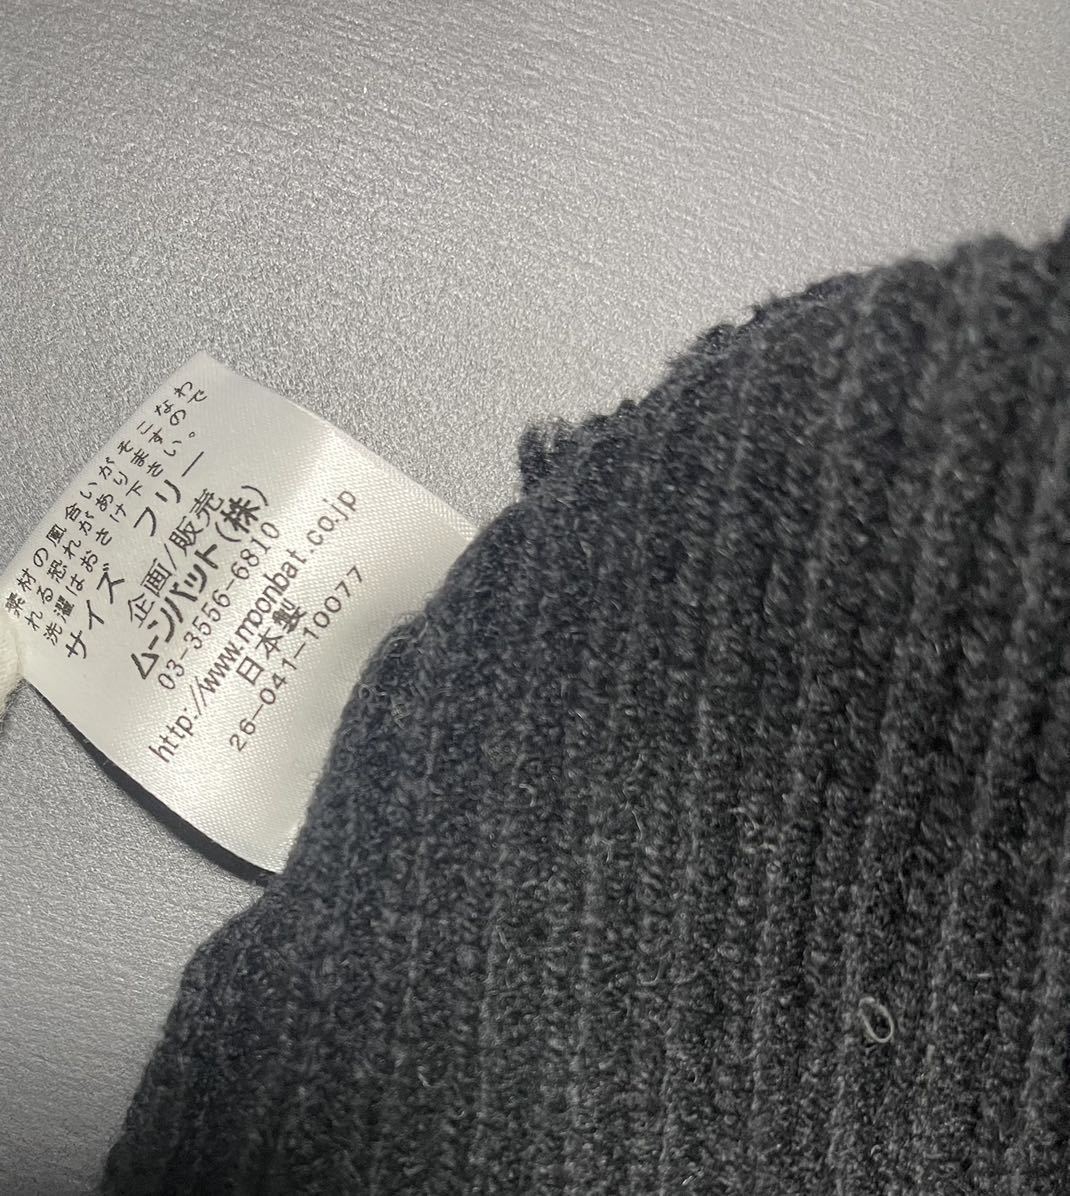 素材の風合いがそこなわ
れる恐れがありますので
洗濯はおさけ下さい。
サイズ フリー
企画/販売
ムーンバット(株)
03-3556-6810
http://www.moonbat.co.jp
日本製
26-041-10077